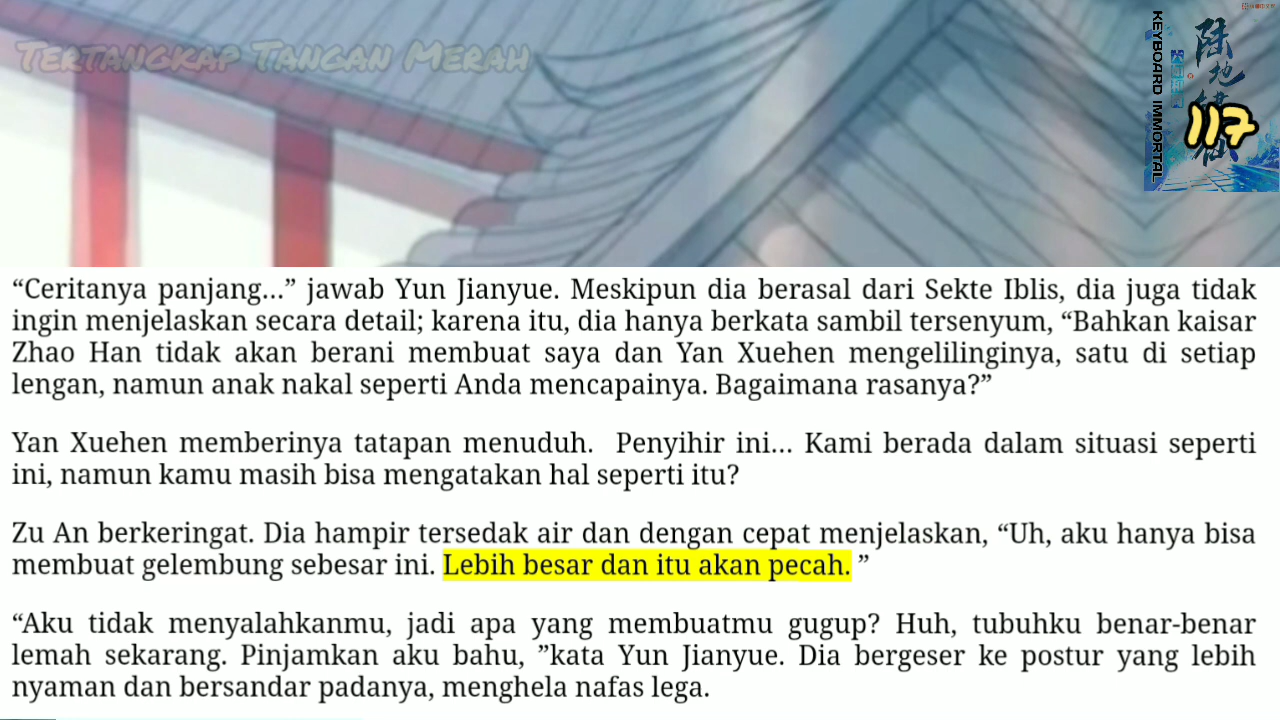 Tertangkap Tangan Merah
KEYBOARD IMMORTAL
陆地键仙
117
“Ceritanya panjang...” jawab Yun Jianyue. Meskipun dia berasal dari Sekte Iblis, dia juga tidak
ingin menjelaskan secara detail; karena itu, dia hanya berkata sambil tersenyum, “Bahkan kaisar
Zhao Han tidak akan berani membuat saya dan Yan Xuehen mengelilinginya, satu di setiap
lengan, namun anak nakal seperti Anda mencapainya. Bagaimana rasanya?”
Yan Xuehen memberinya tatapan menuduh.  Penyihir ini... Kami berada dalam situasi seperti
ini, namun kamu masih bisa mengatakan hal seperti itu?
Zu An berkeringat. Dia hampir tersedak air dan dengan cepat menjelaskan, “Uh, aku hanya bisa
membuat gelembung sebesar ini. Lebih besar dan itu akan pecah. ”
“Aku tidak menyalahkanmu, jadi apa yang membuatmu gugup? Huh, tubuhku benar-benar
lemah sekarang. Pinjamkan aku bahu, ”kata Yun Jianyue. Dia bergeser ke postur yang lebih
nyaman dan bersandar padanya, menghela nafas lega.